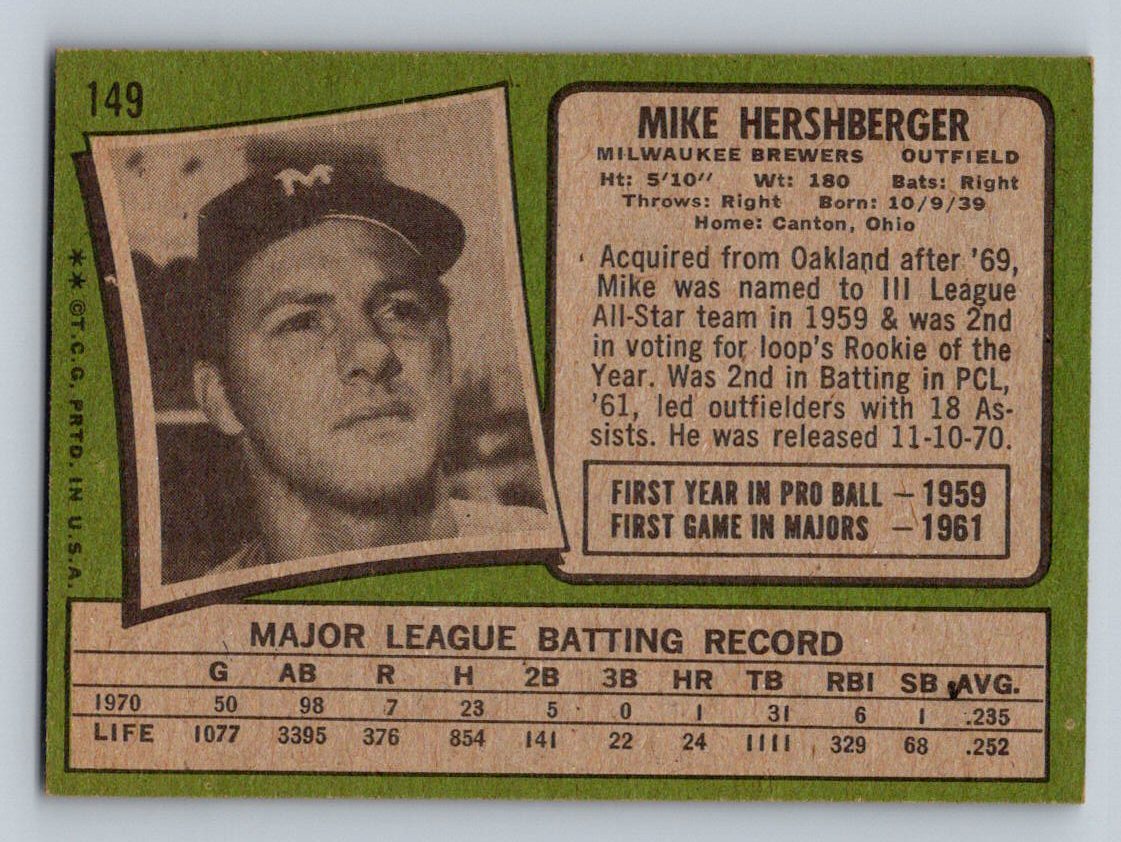 149
MIKE HERSHBERGER
MILWAUKEE BREWERS OUTFIELD
Ht: 5'10" Wt: 180 Bats: Right
Throws: Right Born: 10/9/39
Home: Canton, Ohio
Acquired from Oakland after '69,
Mike was named to III League
All-Star team in 1959 & was 2nd
in voting for loop's Rookie of the
Year. Was 2nd in Batting in PCL,
'61, led outfielders with 18 As-
sists. He was released 11-10-70.
FIRST YEAR IN PRO BALL – 1959
FIRST GAME IN MAJORS – 1961
M
**©T.C.G. PRTD. IN U.S.A.
MAJOR LEAGUE BATTING RECORD
G AB R H 2B 3B HR TB RBI SB AVG.
1970 50 98 7 23 5 0 1 31 6 1 .235
LIFE 1077 3395 376 854 141 22 24 1111 329 68 .252